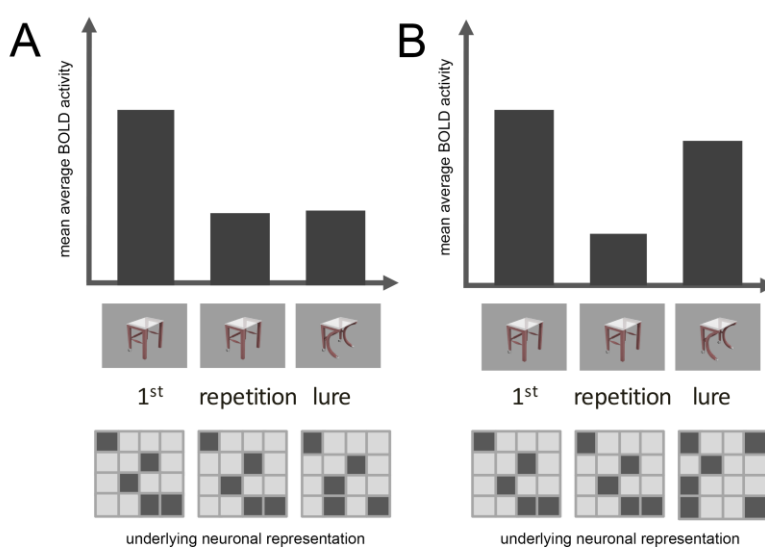 A
B
mean average BOLD activity
mean average BOLD activity
1st repetition lure
1st repetition lure
underlying neuronal representation
underlying neuronal representation